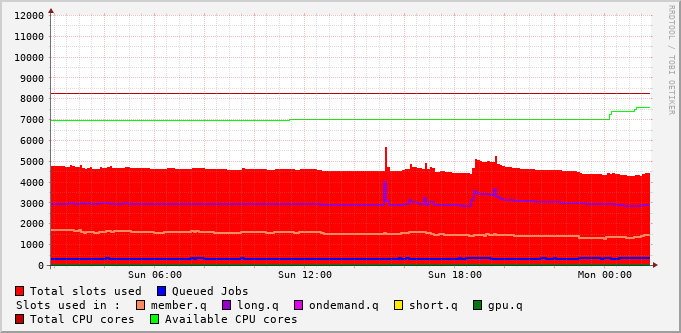 12000
11000
10000
9000
8000
7000
6000
5000
4000
3000
2000
1000
0
Sun 06:00 Sun 12:00 Sun 18:00 Mon 00:00
Total slots used Queued Jobs
Slots used in : member.q long.q ondemand.q short.q gpu.q
Total CPU cores Available CPU cores
RRDTOOL / TOBI OETIKER